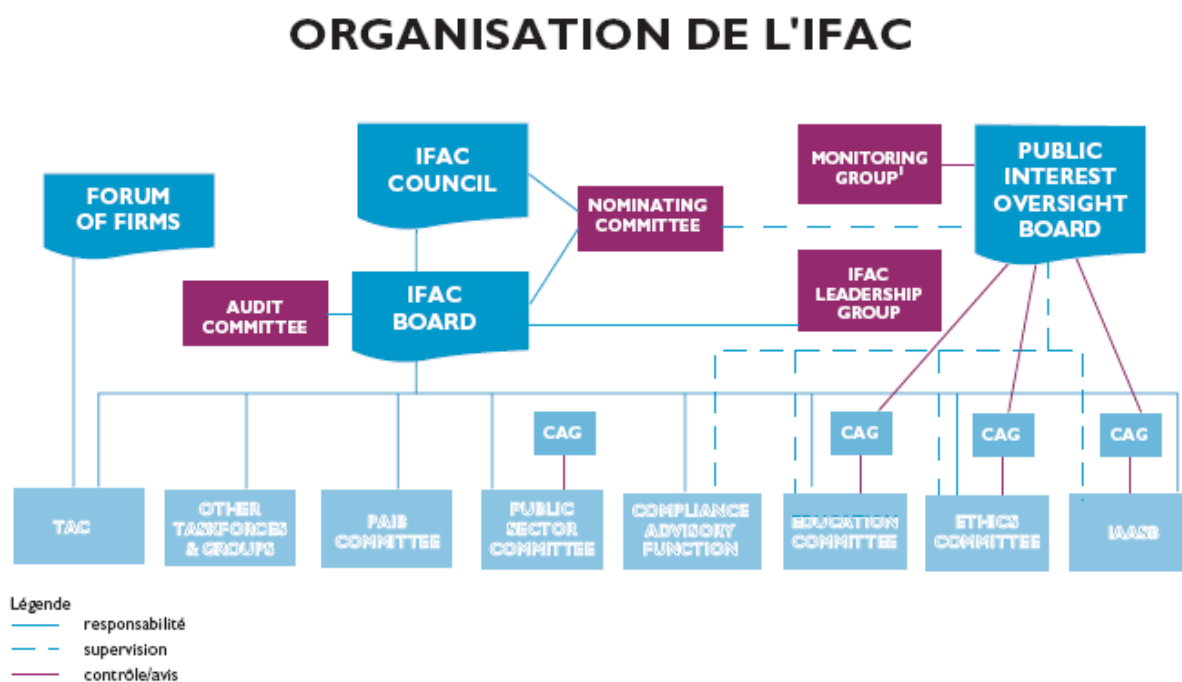 ORGANISATION DE L'IFAC
FORUM
OF FIRMS
IFAC
COUNCIL
NOMINATING
COMMITTEE
MONITORING
GROUP¹
PUBLIC
INTEREST
OVERSIGHT
BOARD
AUDIT
COMMITTEE
IFAC
BOARD
IFAC
LEADERSHIP
GROUP
CAG
CAG
CAG
CAG
TAC
OTHER
TASKFORCES
& GROUPS
PAIB
COMMITTEE
PUBLIC
SECTOR
COMMITTEE
COMPLIANCE
ADVISORY
FUNCTION
EDUCATION
COMMITTEE
ETHICS
COMMITTEE
IAASB
Légende
responsabilité
supervision
contrôle/avis